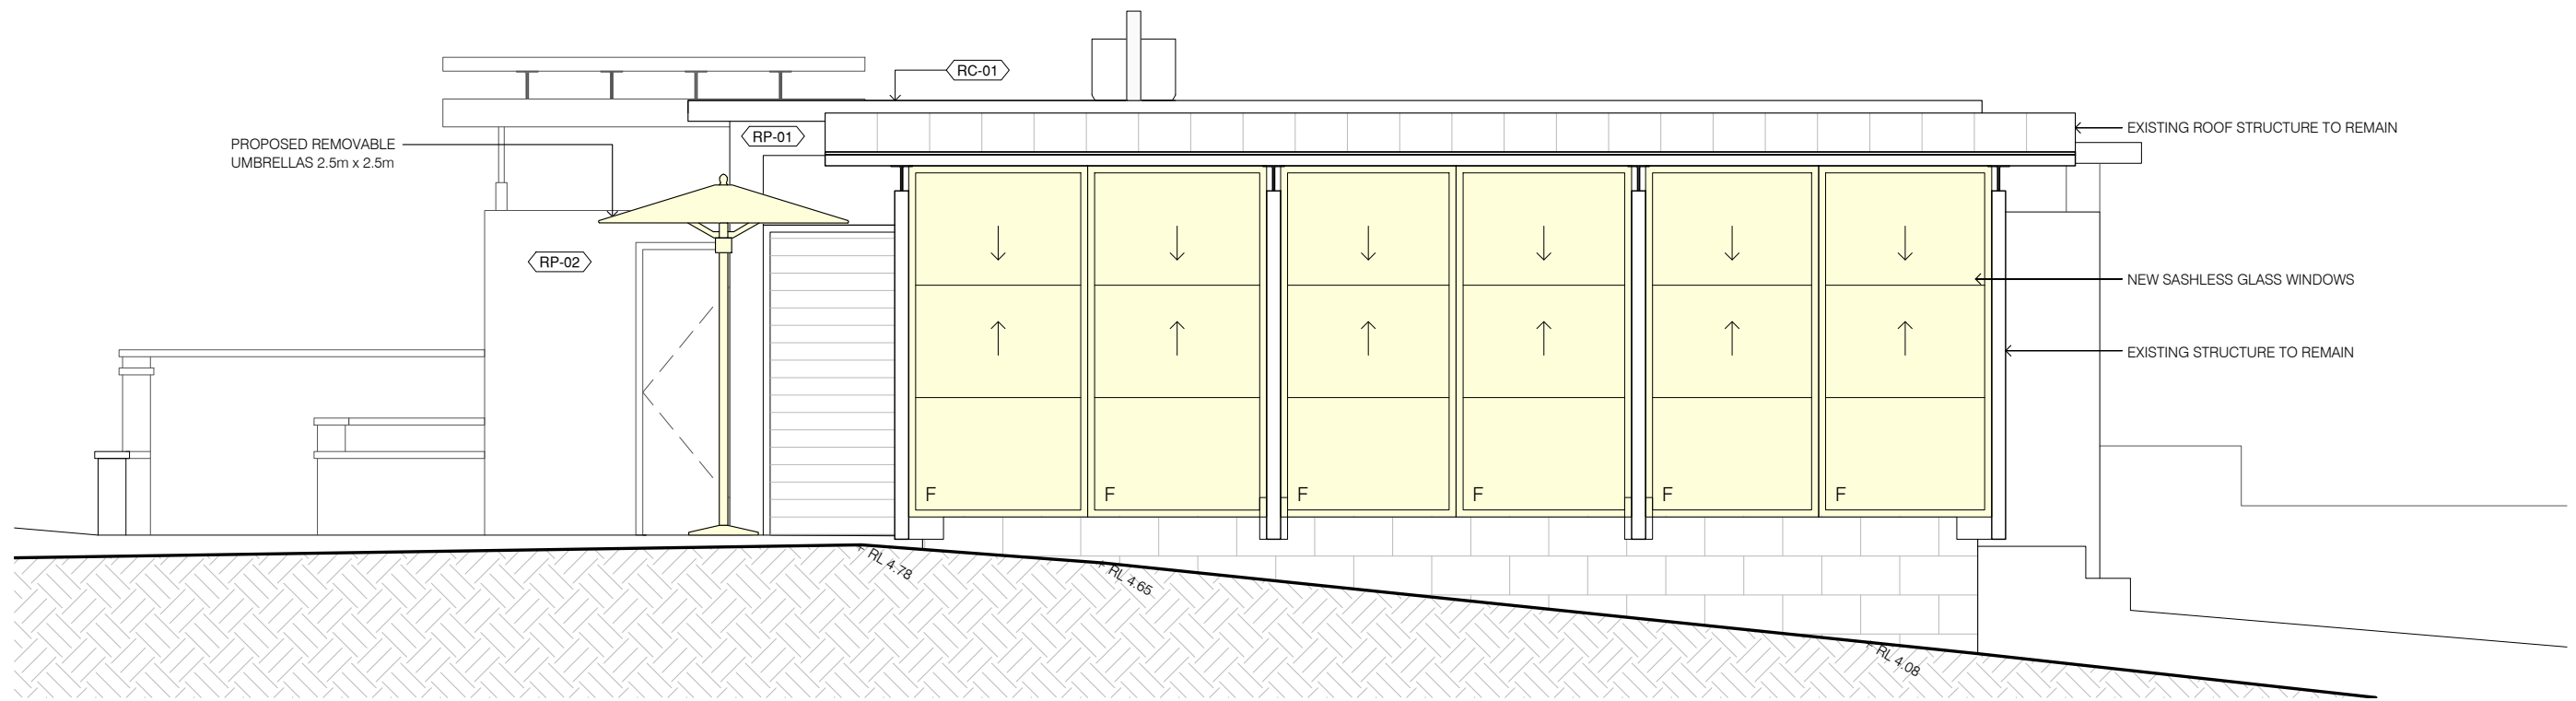 RC-01
EXISTING ROOF STRUCTURE TO REMAIN
RP-01
PROPOSED REMOVABLE
UMBRELLAS 2.5m x 2.5m
RP-02
NEW SASHLESS GLASS WINDOWS
EXISTING STRUCTURE TO REMAIN
F
F
F
F
F
F
RL 4.78
RL 4.65
RL 4.08